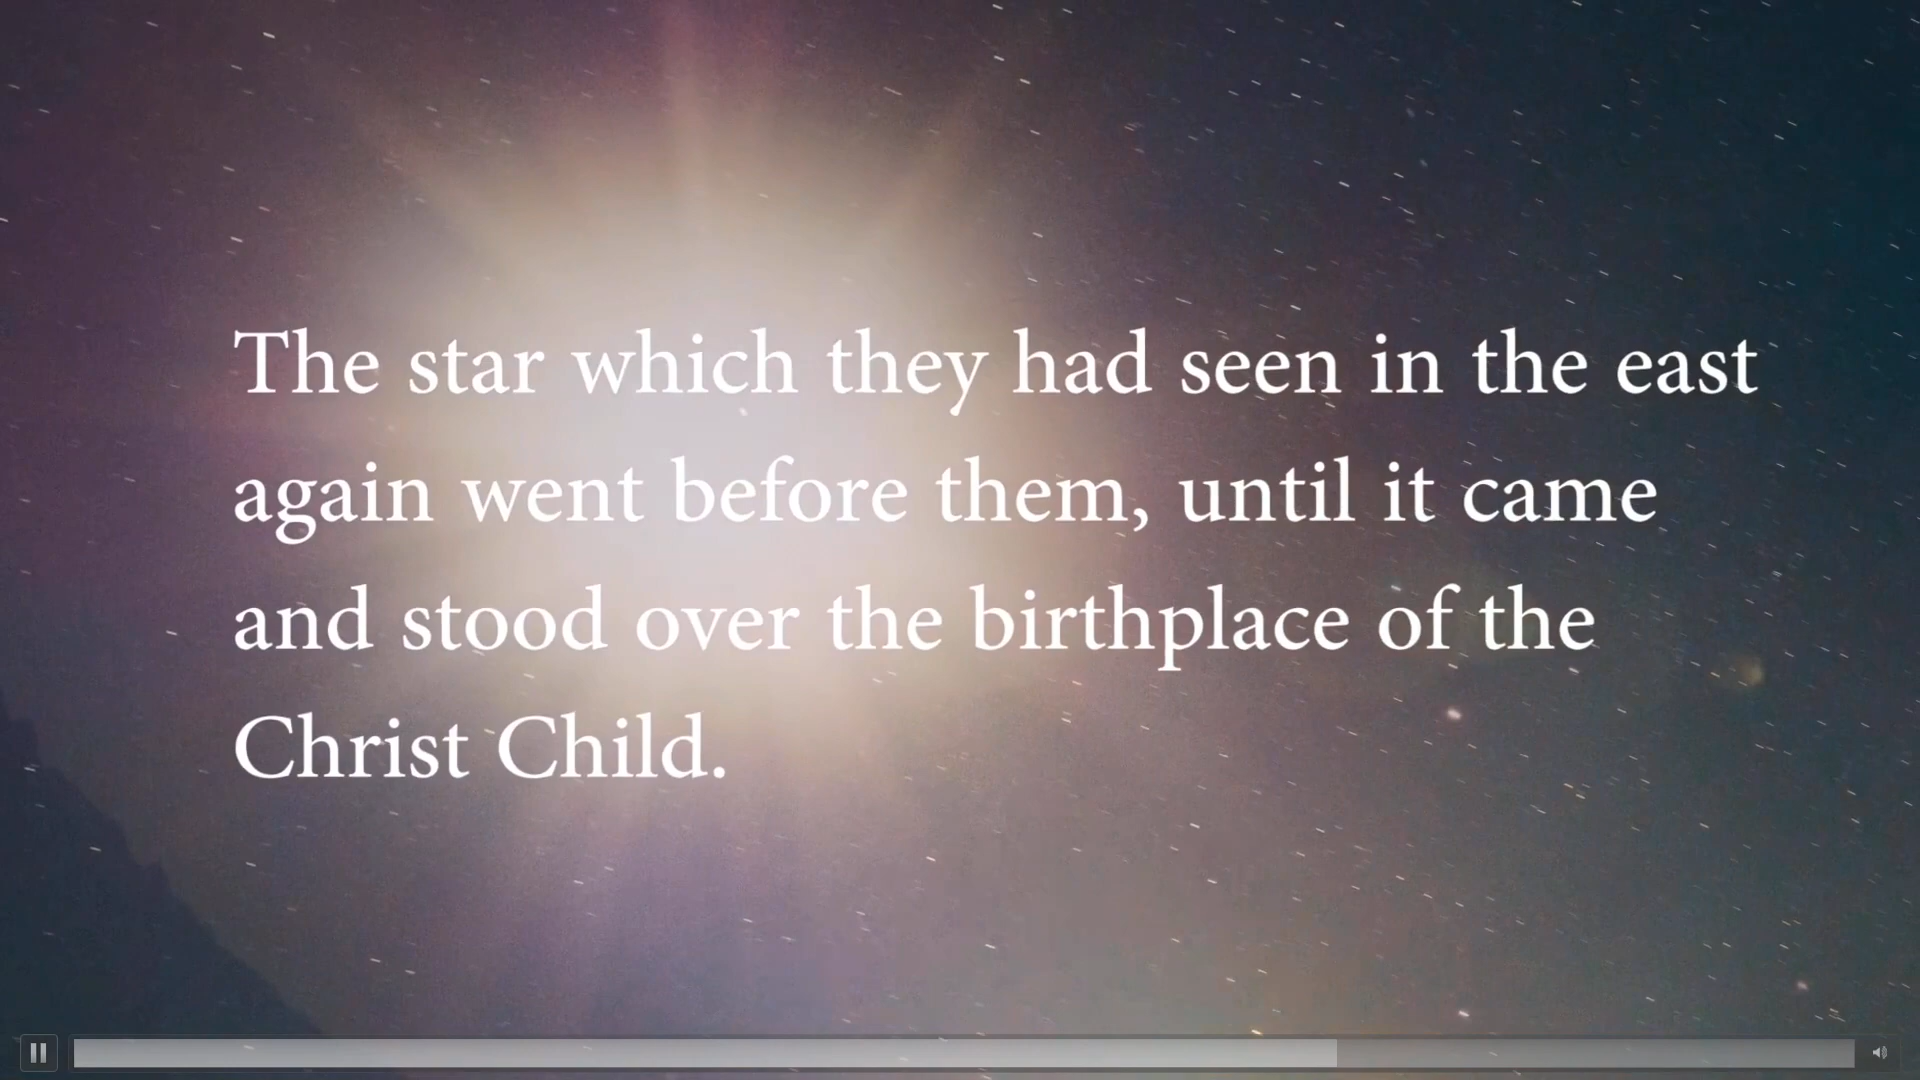 The star which they had seen in the east
again went before them, until it came
and stood over the birthplace of the
Christ Child.